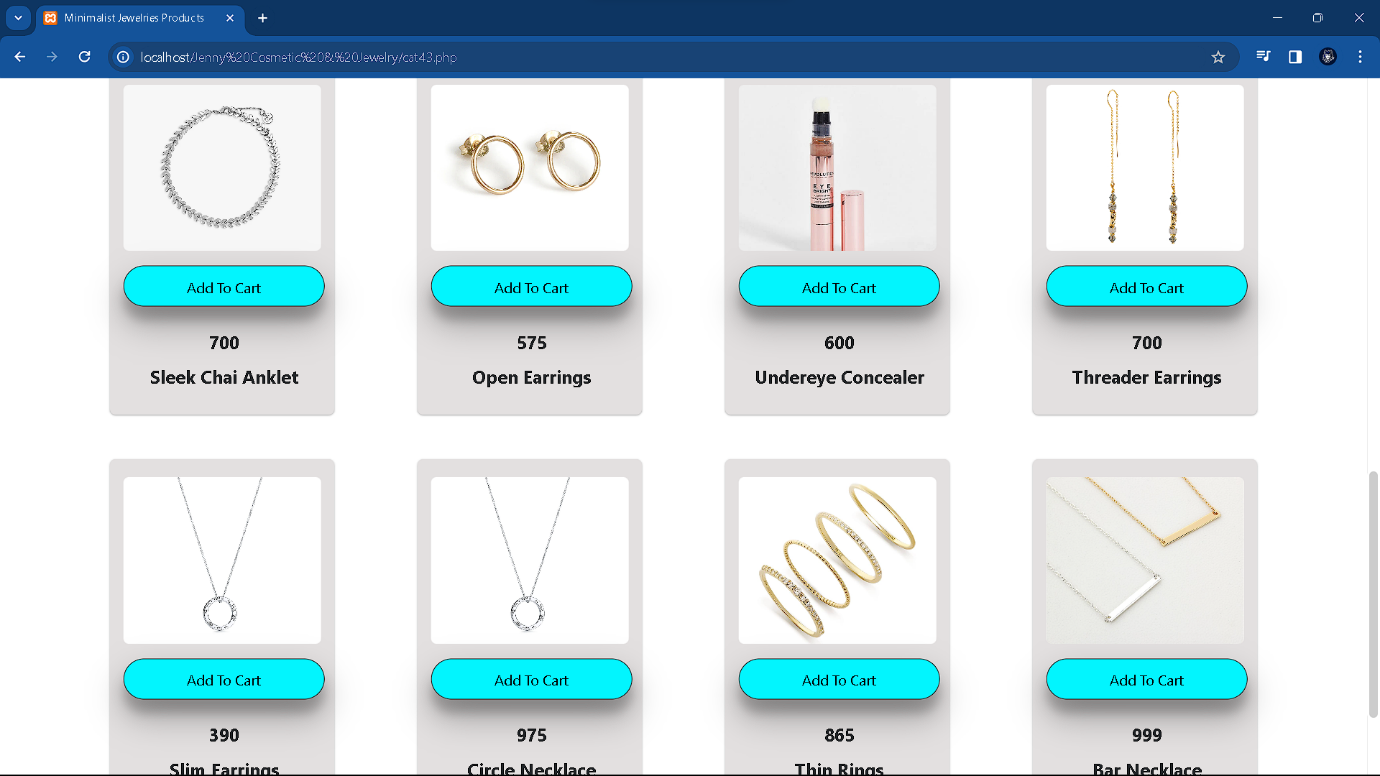 Minimalist Jewelries Products
localhost/Jenny%20Cosmetic%20&%20Jewelry/cat43.php
REVOLUTION
EYE
BRIGHT
Add To Cart Add To Cart Add To Cart Add To Cart
700 575 600 700
Sleek Chai Anklet Open Earrings Undereye Concealer Threader Earrings
Add To Cart Add To Cart Add To Cart Add To Cart
390 975 865 999
Slim Earrings Circle Necklace Thin Rings Bar Necklace